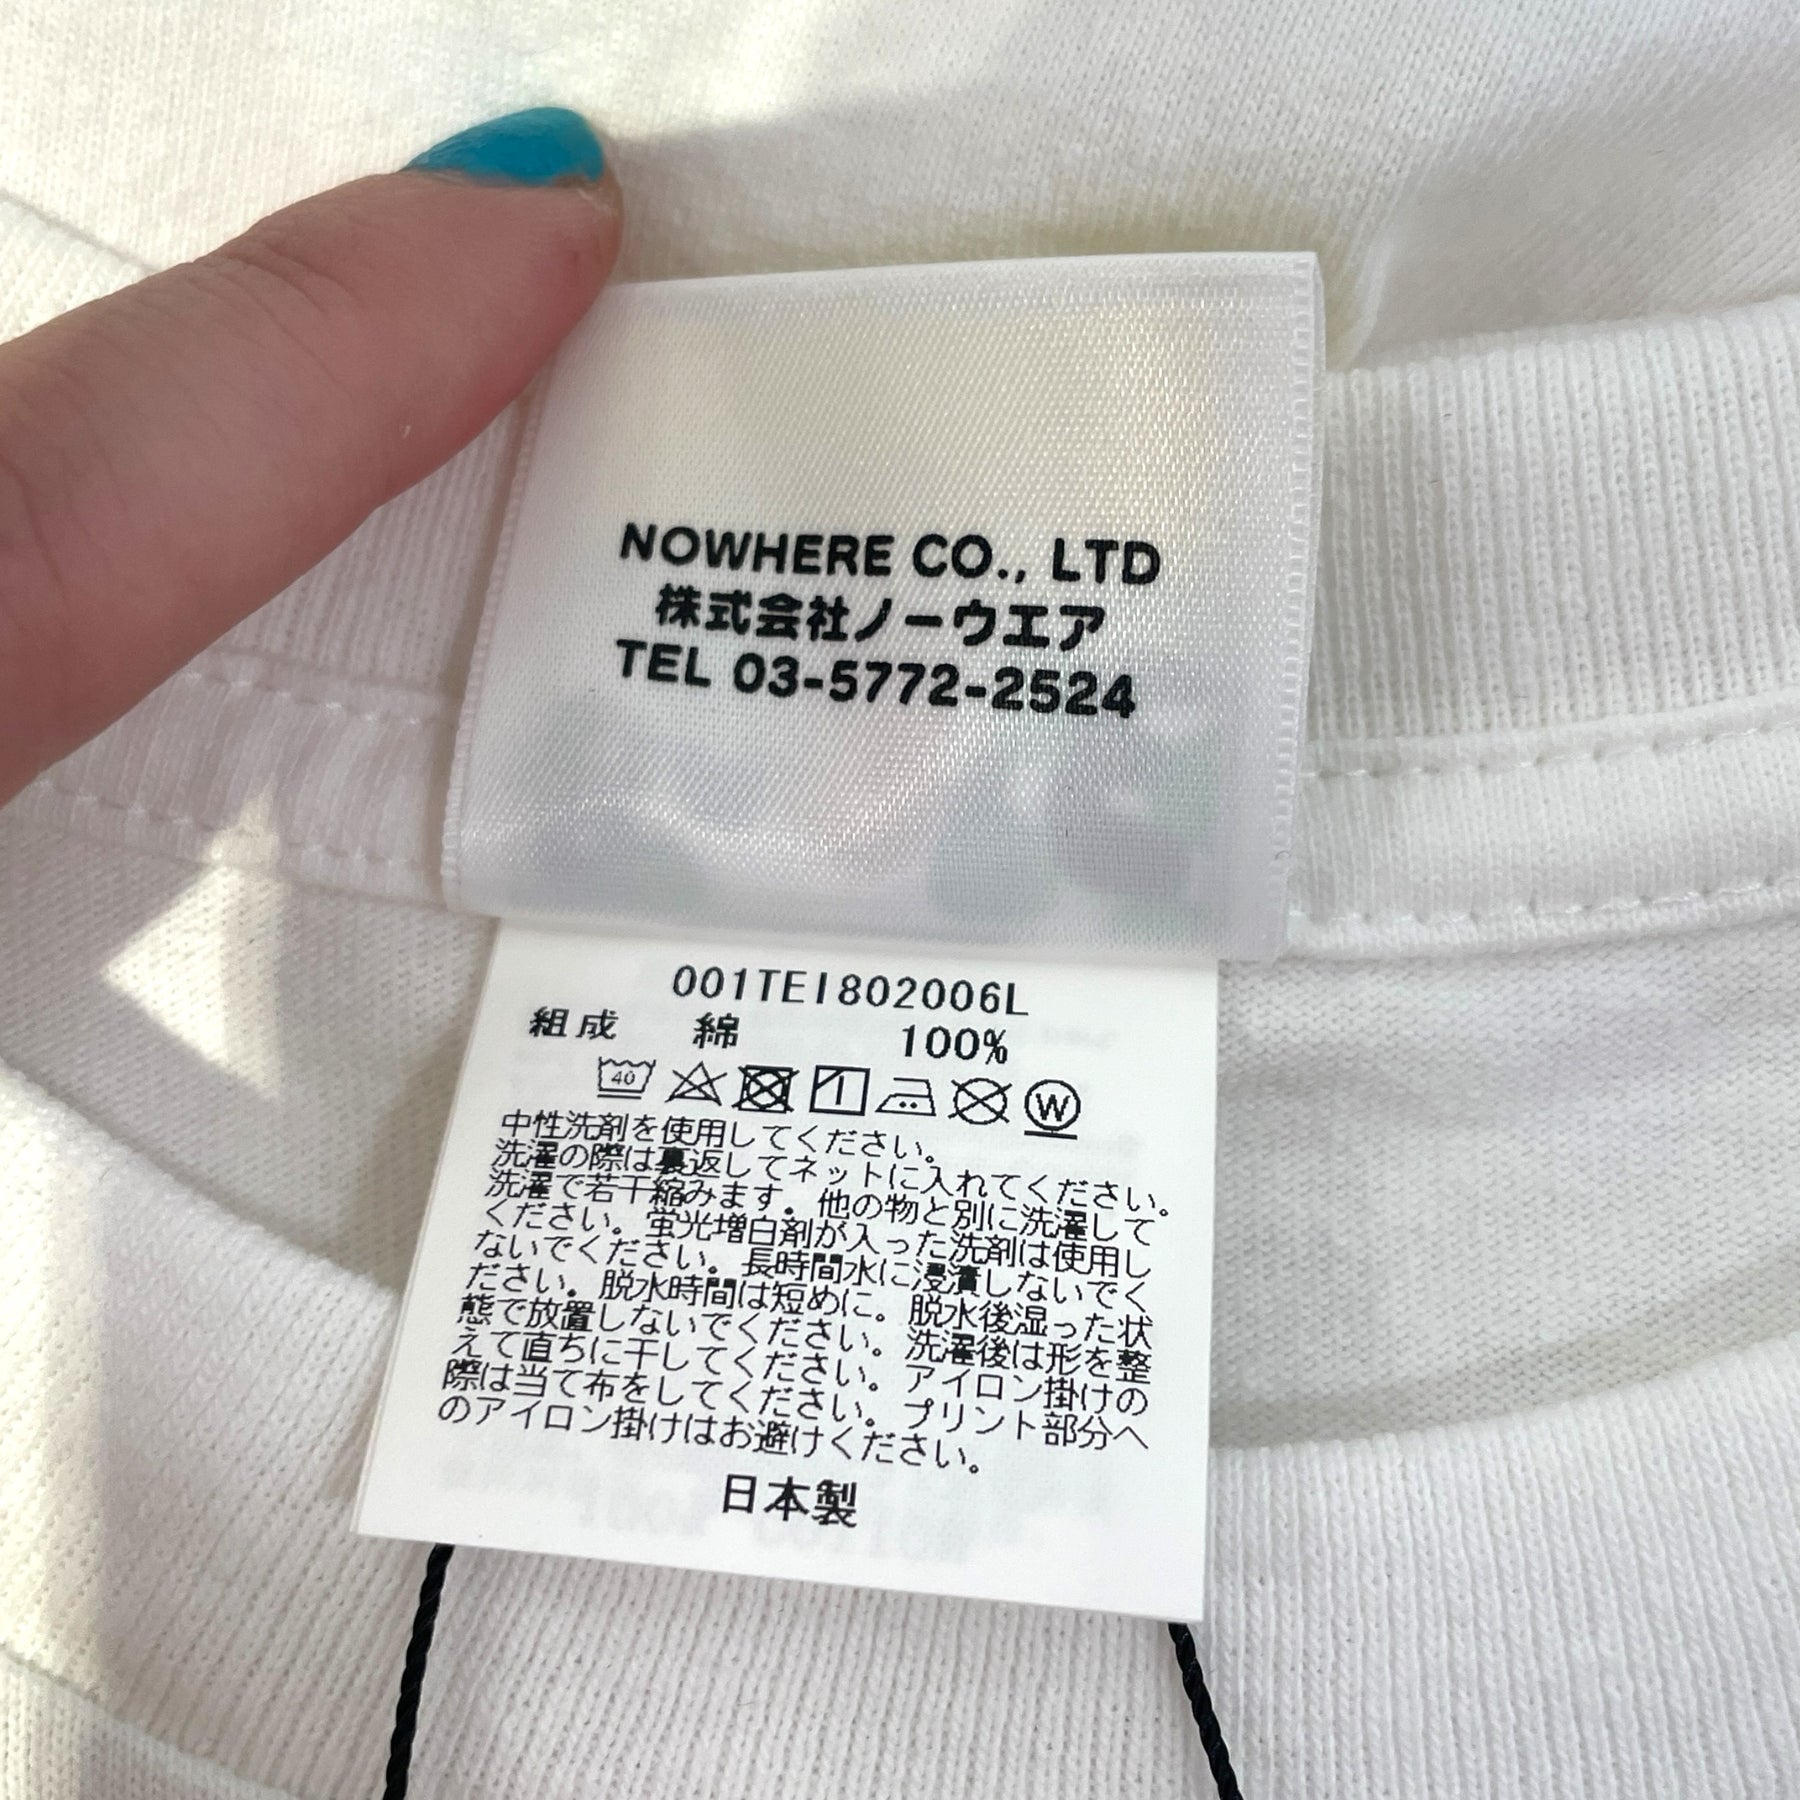 NOWHERE CO., LTD
株式会社ノーウエア
TEL 03-5772-2524
001TEI802006L
組成 綿 100%
40 W
中性洗剤を使用してください。
洗濯の際は裏返してネットに入れてください。
洗濯で若干縮みます。他の物と別に洗濯して
ください。蛍光増白剤が入った洗剤は使用し
ないでください。長時間水に浸漬しないでく
ださい。脱水時間は短めに。脱水後湿った状
態で放置しないでください。洗濯後は形を整
えて直ちに干してください。アイロン掛けの
際は当て布をしてください。プリント部分へ
のアイロン掛けはお避けください。
日本製